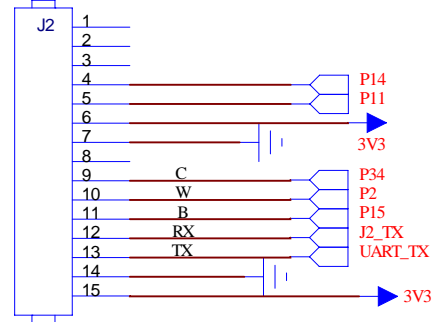 J2
1
2
3
4 P14
5 P11
6
7 3V3
8
9 C P34
10 W P2
11 B P15
12 RX J2_TX
13 TX UART_TX
14
15 3V3